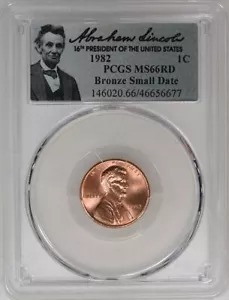 Abraham Lincoln
16TH PRESIDENT OF THE UNITED STATES
1982 1C
PCGS MS66RD
Bronze Small Date
146020.66/46656677